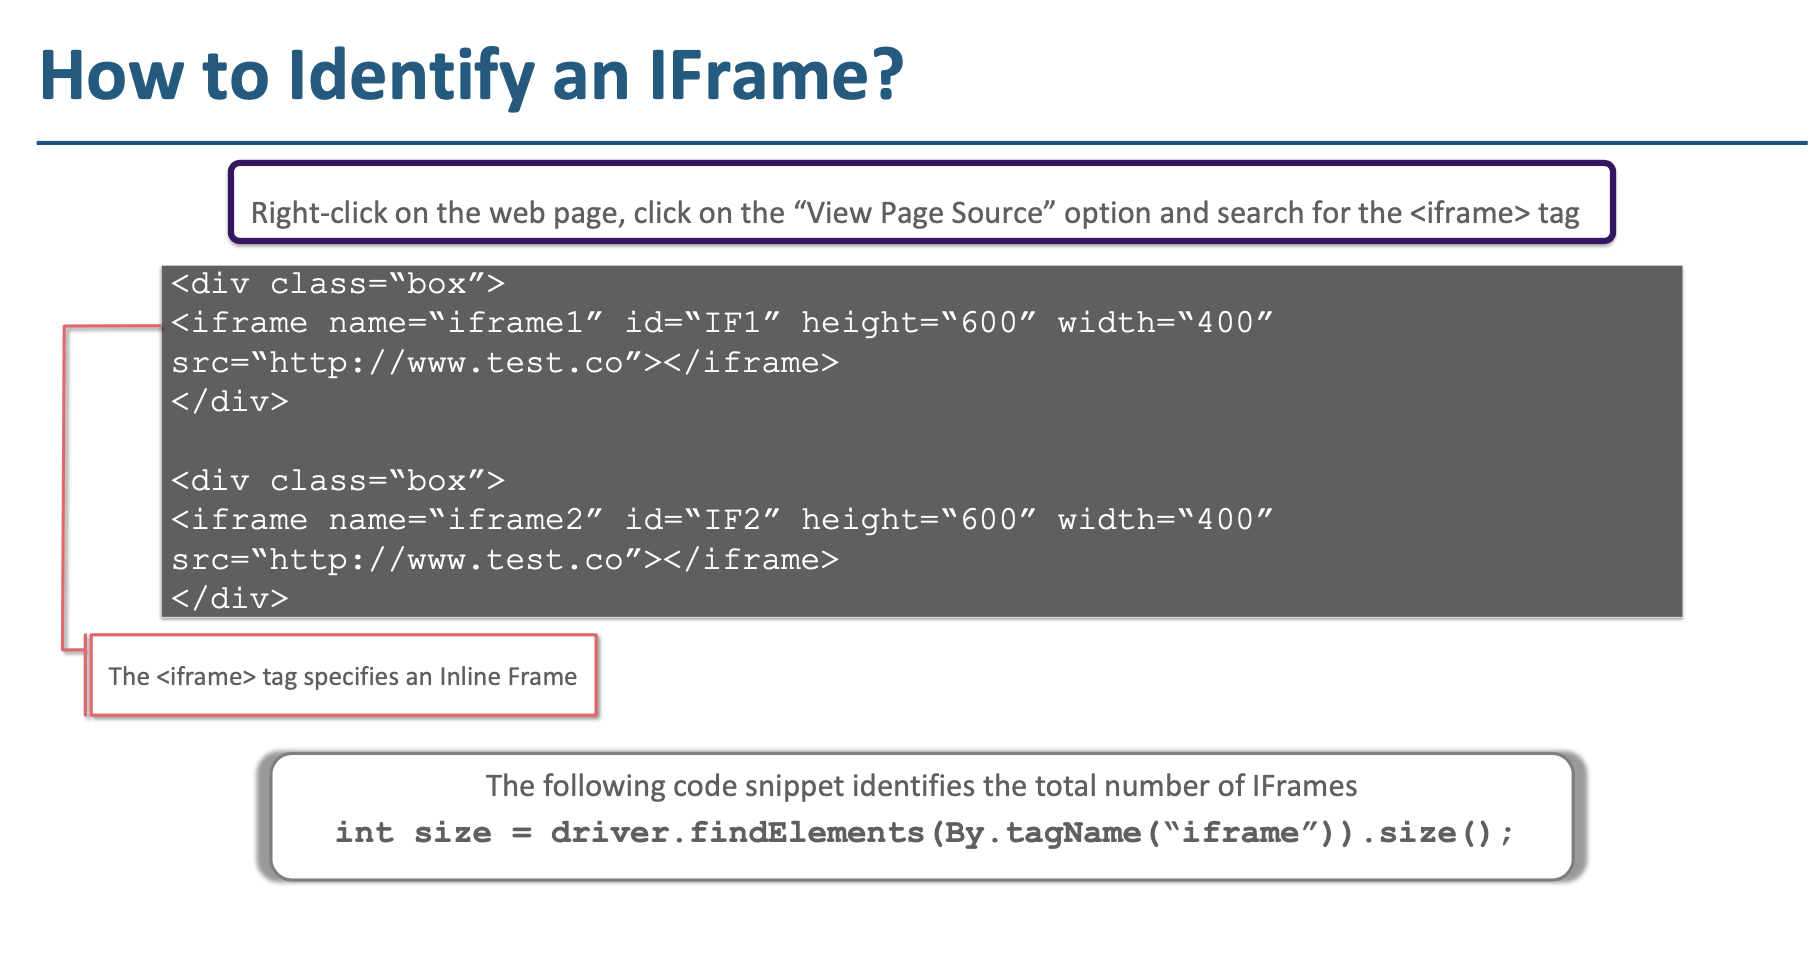 How to Identify an IFrame?
Right-click on the web page, click on the “View Page Source” option and search for the <iframe> tag
<div class=“box”>
<iframe name=“iframe1” id=“IF1” height=“600” width=“400”
src=“http://www.test.co”></iframe>
</div>
<div class=“box”>
<iframe name=“iframe2” id=“IF2” height=“600” width=“400”
src=“http://www.test.co”></iframe>
</div>
The <iframe> tag specifies an Inline Frame
The following code snippet identifies the total number of IFrames
int size = driver.findElements(By.tagName(“iframe”)).size();